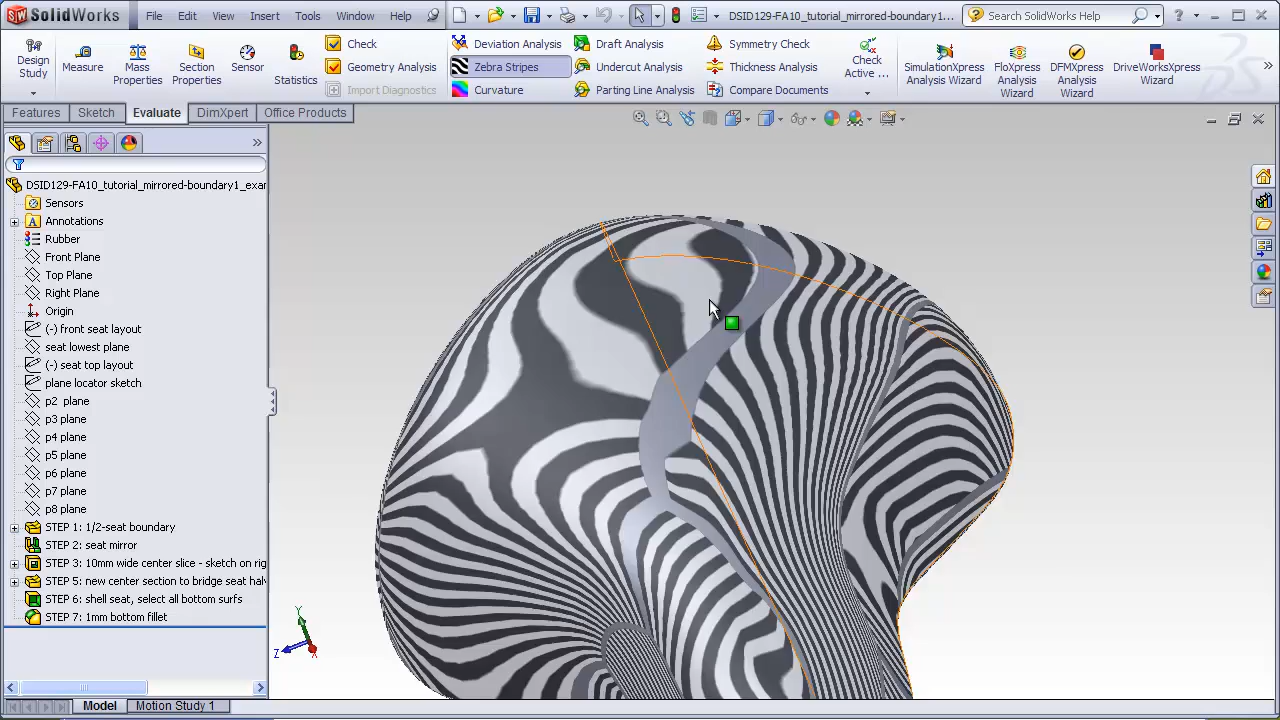 SolidWorks File Edit View Insert Tools Window Help DSID129-FA10_tutorial_mirrored-boundary1... Search SolidWorks Help
Design Study
Measure
Mass Properties
Section Properties
Sensor
Statistics
Check
Geometry Analysis
Import Diagnostics
Deviation Analysis
Zebra Stripes
Curvature
Draft Analysis
Undercut Analysis
Parting Line Analysis
Symmetry Check
Thickness Analysis
Compare Documents
Check Active ...
SimulationXpress Analysis Wizard
FloXpress Analysis Wizard
DFMXpress Analysis Wizard
DriveWorksXpress Wizard
Features Sketch Evaluate DimXpert Office Products
DSID129-FA10_tutorial_mirrored-boundary1_exar
Sensors
Annotations
Rubber
Front Plane
Top Plane
Right Plane
Origin
(-) front seat layout
seat lowest plane
(-) seat top layout
plane locator sketch
p2 plane
p3 plane
p4 plane
p5 plane
p6 plane
p7 plane
p8 plane
STEP 1: 1/2-seat boundary
STEP 2: seat mirror
STEP 3: 10mm wide center slice - sketch on rig
STEP 5: new center section to bridge seat halv
STEP 6: shell seat, select all bottom surfs
STEP 7: 1mm bottom fillet
Y
Z
X
Model Motion Study 1